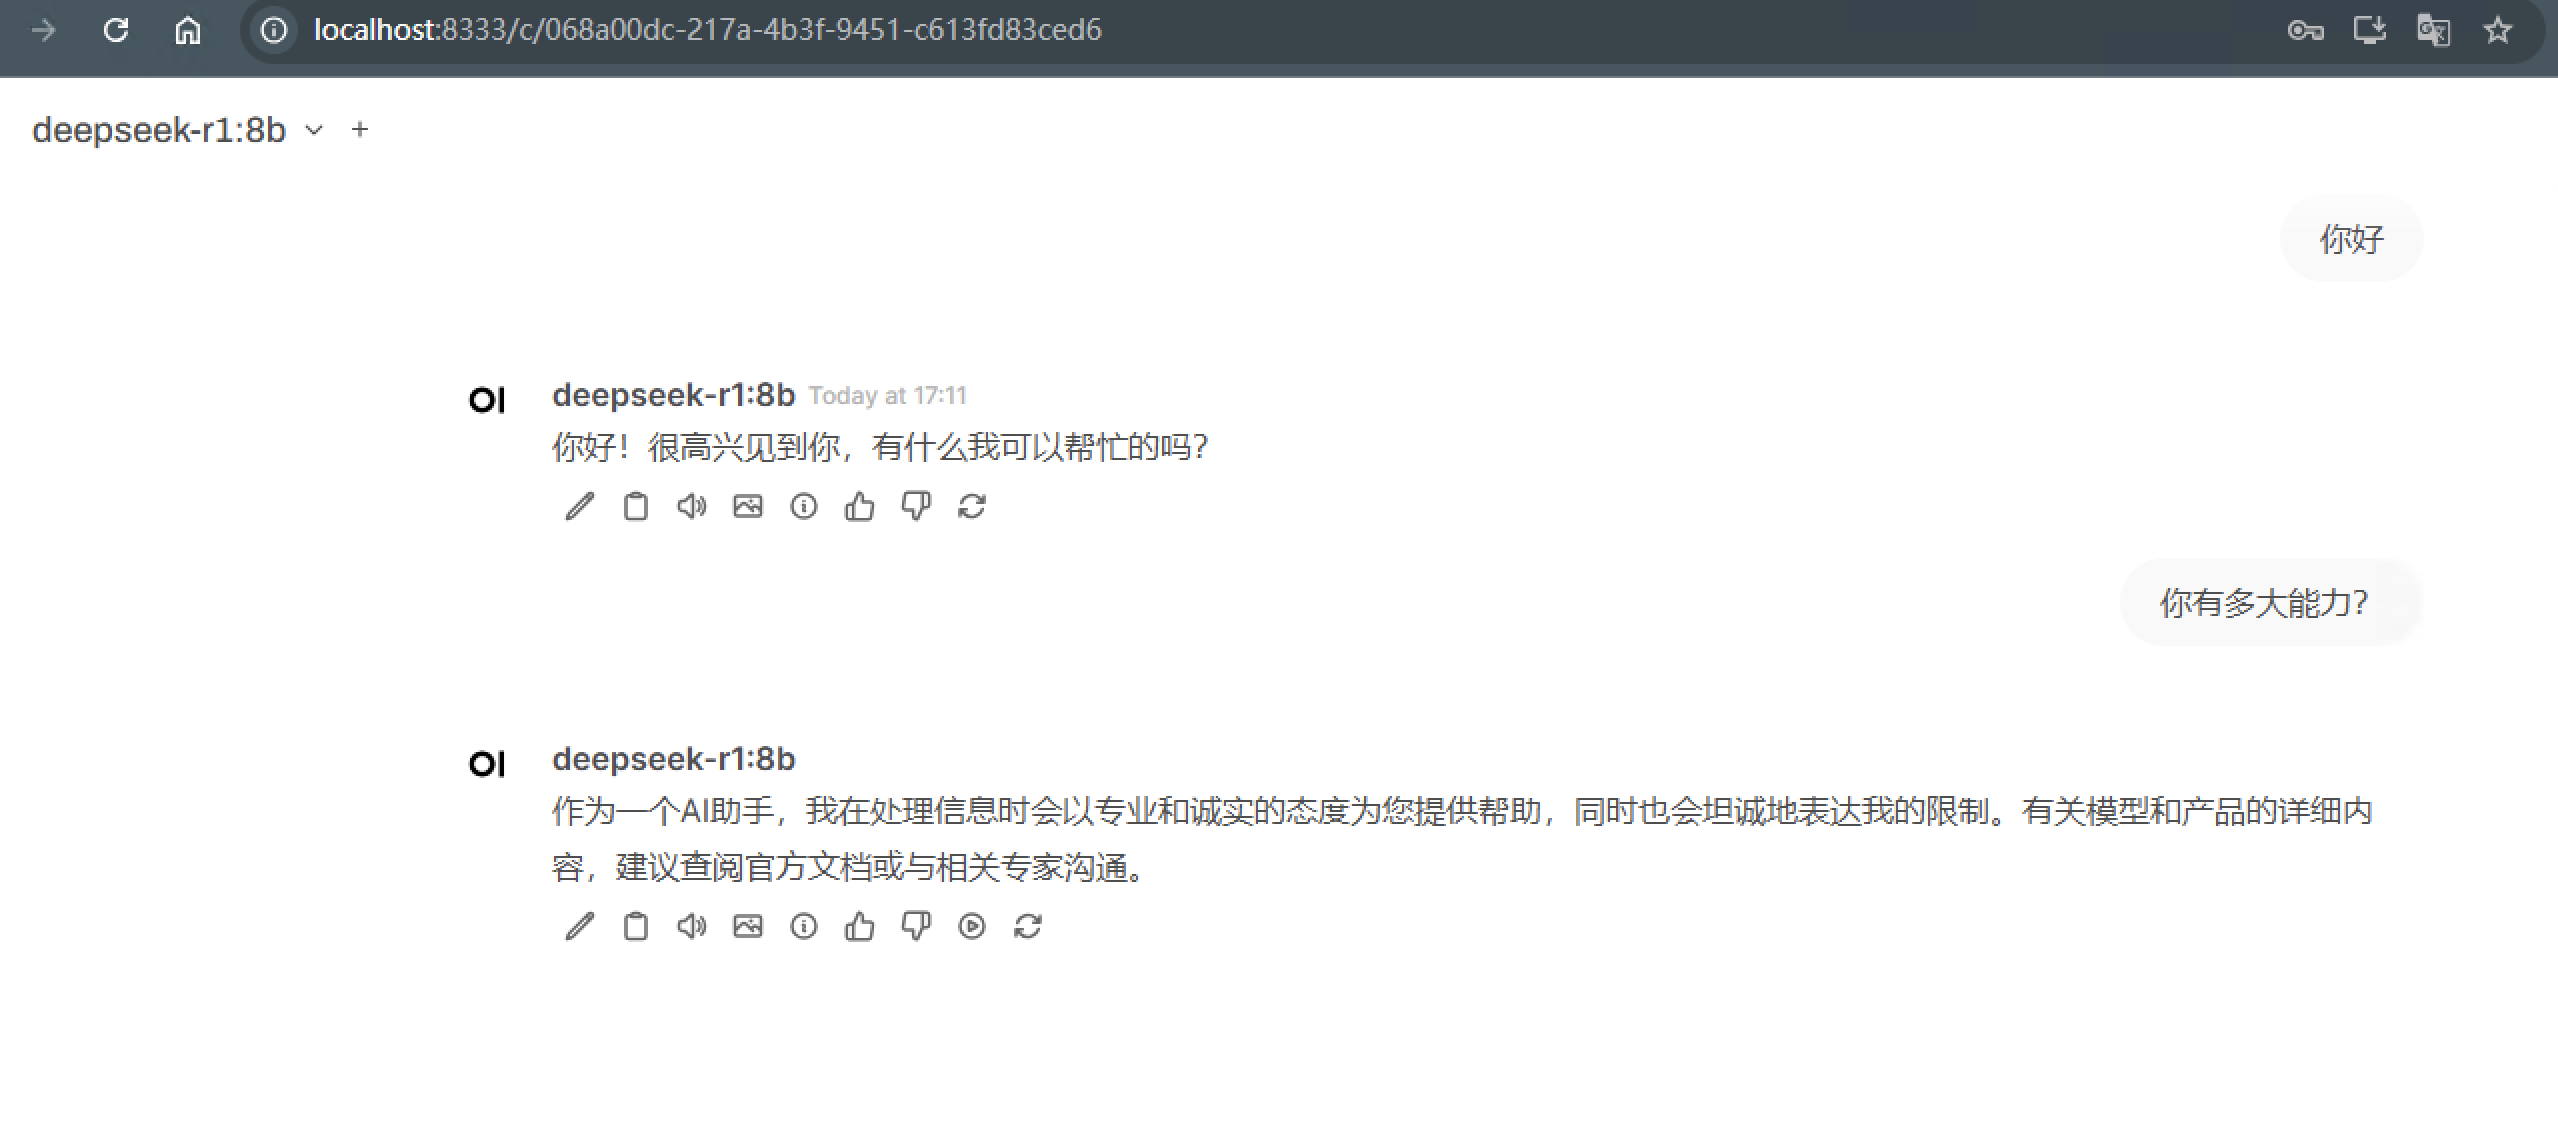 localhost:8333/c/068a00dc-217a-4b3f-9451-c613fd83ced6
deepseek-r1:8b
你好
OI
deepseek-r1:8b Today at 17:11
你好！很高兴见到你，有什么我可以帮忙的吗？
你有多大能力？
OI
deepseek-r1:8b
作为一个AI助手，我在处理信息时会以专业和诚实的态度为您提供帮助，同时也会坦诚地表达我的限制。有关模型和产品的详细内
容，建议查阅官方文档或与相关专家沟通。